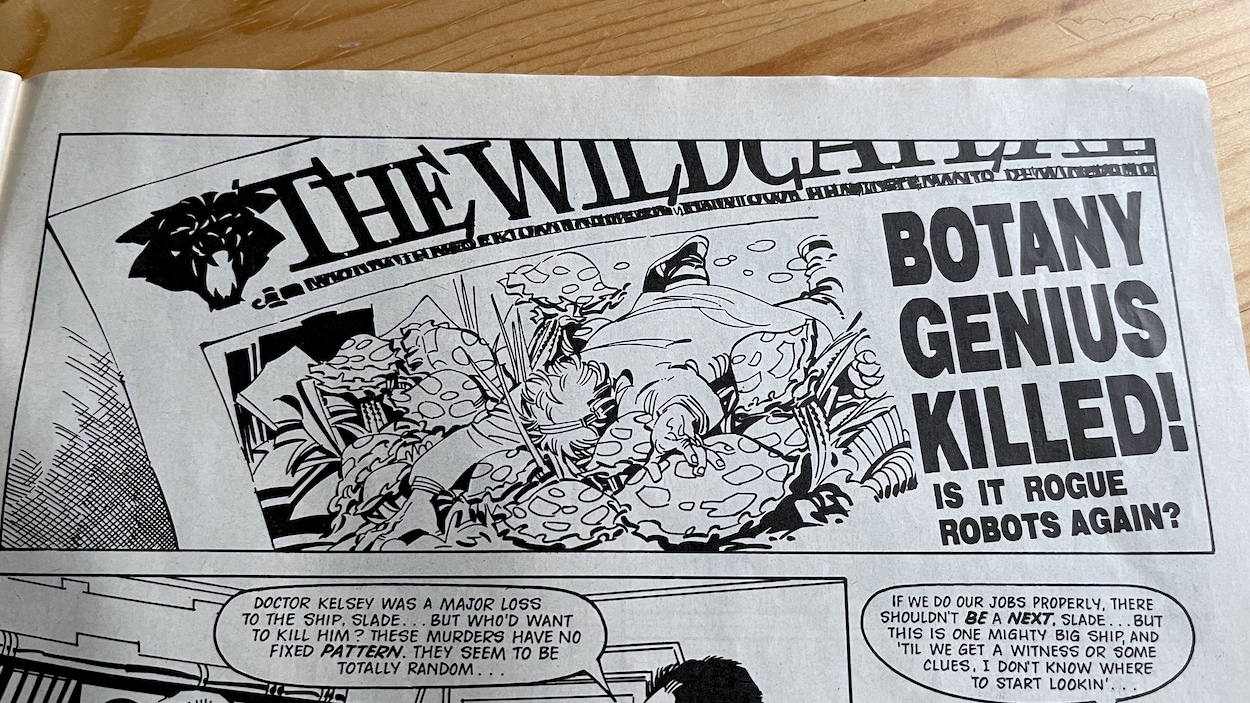 THE WILDCAT
BOTANY
GENIUS
KILLED!
IS IT ROGUE
ROBOTS AGAIN?
DOCTOR KELSEY WAS A MAJOR LOSS
TO THE SHIP, SLADE... BUT WHO'D WANT
TO KILL HIM? THESE MURDERS HAVE NO
FIXED PATTERN. THEY SEEM TO BE
TOTALLY RANDOM...
IF WE DO OUR JOBS PROPERLY, THERE
SHOULDN'T BE A NEXT, SLADE... BUT
THIS IS ONE MIGHTY BIG SHIP, AND
'TIL WE GET A WITNESS OR SOME
CLUES, I DON'T KNOW WHERE
TO START LOOKIN'...